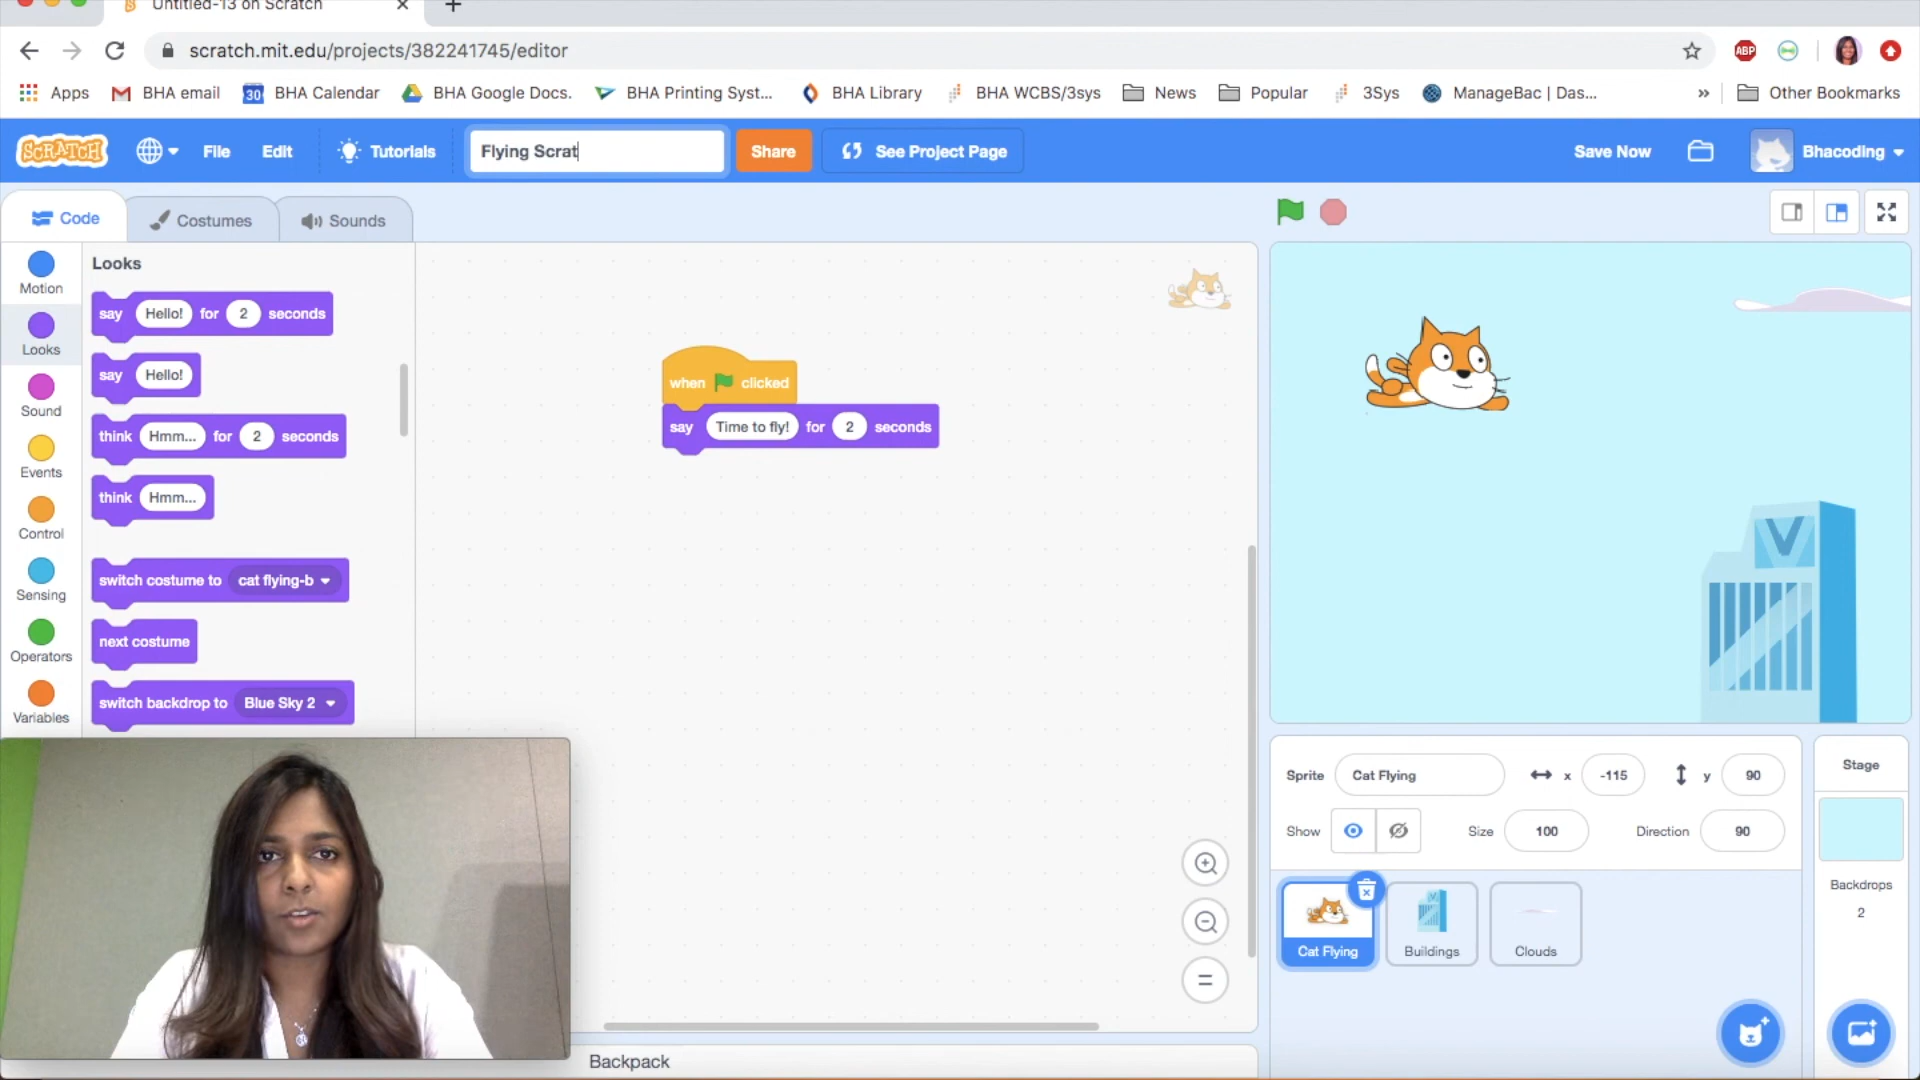 Untitled-13 on Scratch
scratch.mit.edu/projects/382241745/editor
ABP
Apps
BHA email
30
BHA Calendar
BHA Google Docs.
BHA Printing Syst...
BHA Library
BHA WCBS/3sys
News
Popular
3Sys
ManageBac | Das...
»
Other Bookmarks
SCRATCH
File
Edit
Tutorials
Flying Scrat
Share
See Project Page
Save Now
Bhacoding
Code
Costumes
Sounds
Motion
Looks
Sound
Events
Control
Sensing
Operators
Variables
Looks
say Hello! for 2 seconds
say Hello!
think Hmm... for 2 seconds
think Hmm...
switch costume to cat flying-b
next costume
switch backdrop to Blue Sky 2
when clicked
say Time to fly! for 2 seconds
Backpack
V
Sprite Cat Flying x -115 y 90
Show Size 100 Direction 90
Cat Flying
Buildings
Clouds
Stage
Backdrops
2